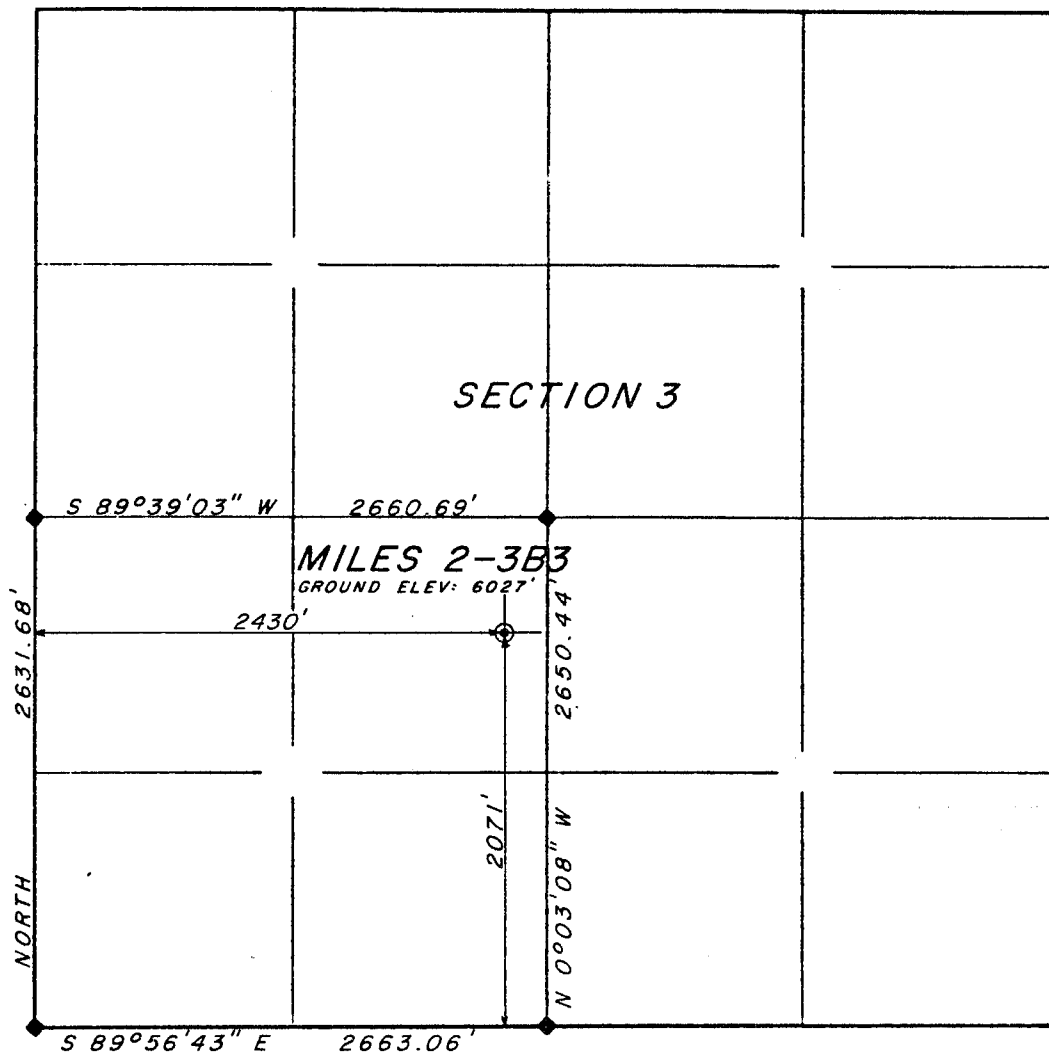 SECTION 3
S 89°39'03" W 2660.69'
MILES 2-3B3
GROUND ELEV: 6027'
2430'
2631.68'
2650.44'
2071'
NORTH
N 0°03'08" W
S 89°56'43" E 2663.06'